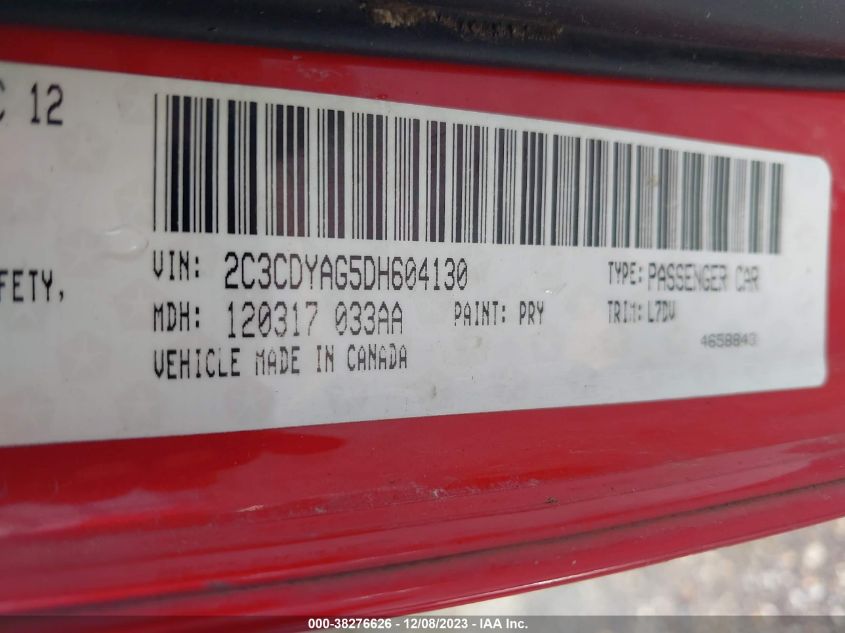 C 12
FETY,
VIN: 2C3CDYAG5DH604130 TYPE: PASSENGER CAR
MDH: 120317 033AA PAINT: PRY TRIM: L7DV
VEHICLE MADE IN CANADA
4658843
000-38276626 - 12/08/2023 - IAA Inc.